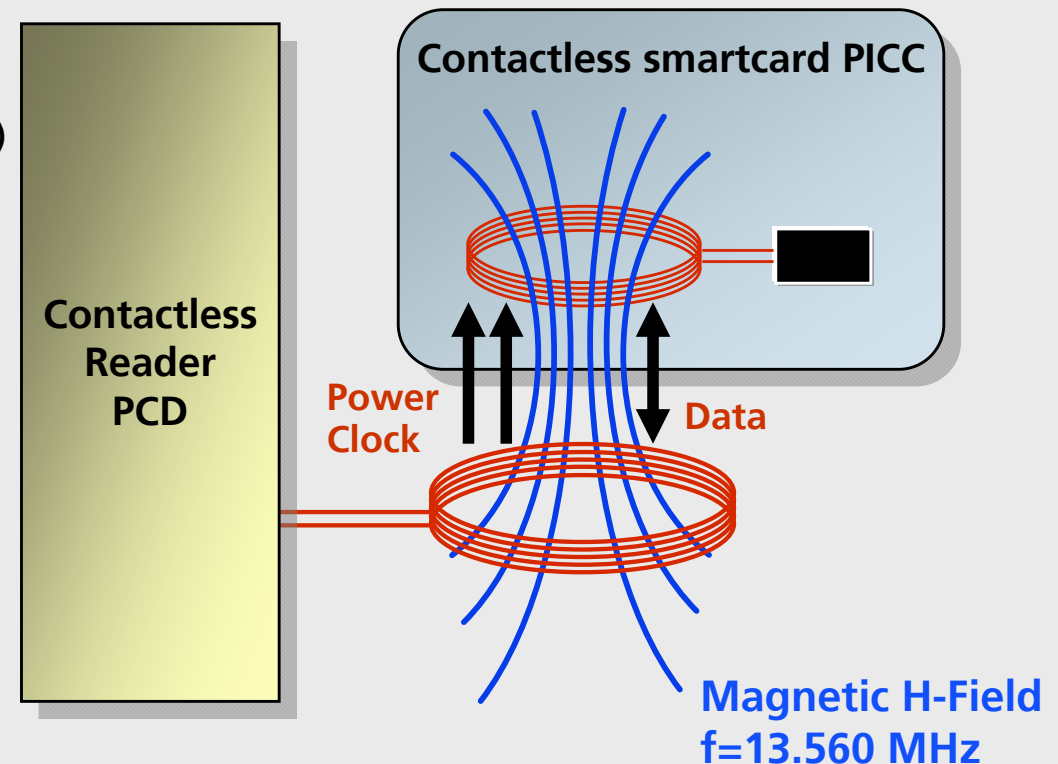 Contactless smartcard PICC
Contactless
Reader
PCD
Power
Clock
Data
Magnetic H-Field
f=13.560 MHz